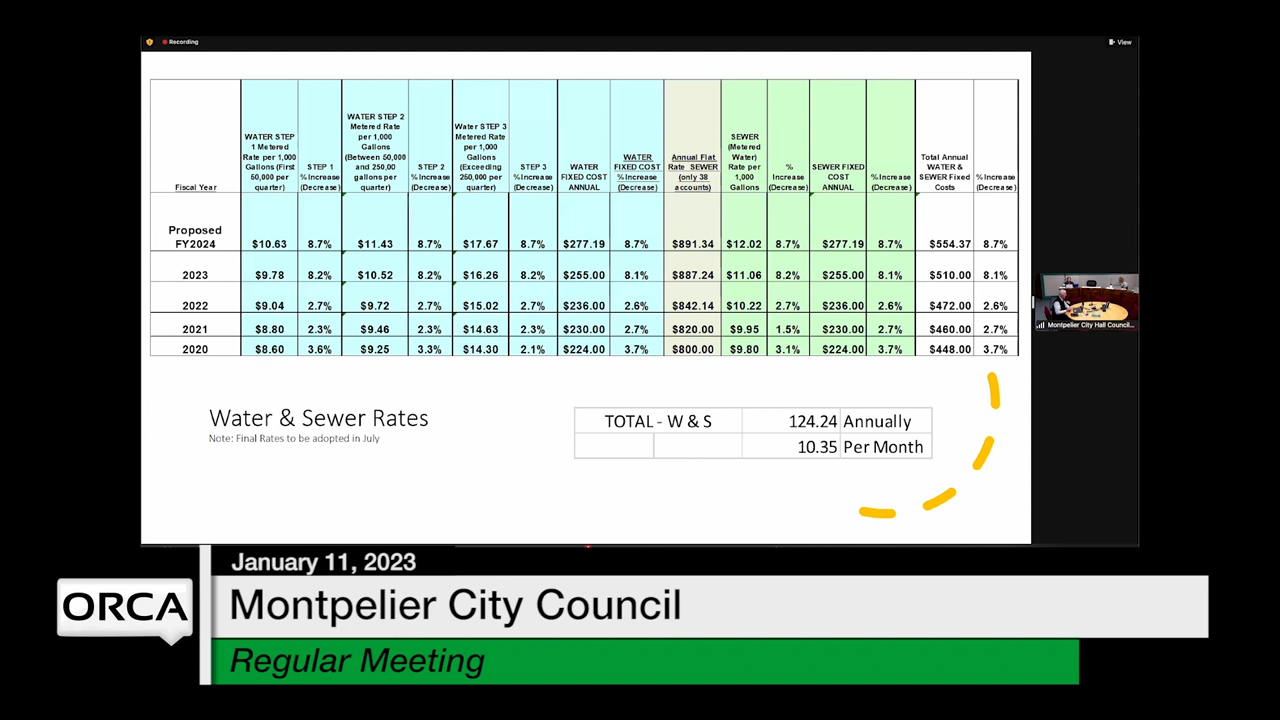 Recording
View
Fiscal Year
WATER STEP
1 Metered
Rate per 1,000
Gallons (First
50,000 per
quarter)
STEP 1
% Increase
(Decrease)
WATER STEP 2
Metered Rate
per 1,000
Gallons
(Between 50,000
and 250,00
gallons per
quarter)
STEP 2
% Increase
(Decrease)
Water STEP 3
Metered Rate
per 1,000
Gallons
(Exceeding
250,000 per
quarter)
STEP 3
% Increase
(Decrease)
WATER
FIXED COST
ANNUAL
WATER
FIXED COST
% Increase
(Decrease)
Annual Flat
Rate SEWER
(only 38
accounts)
SEWER
(Metered
Water)
Rate per
1,000
Gallons
%
Increase
(Decrease)
SEWER FIXED
COST
ANNUAL
% Increase
(Decrease)
Total Annual
WATER &
SEWER Fixed
Costs
% Increase
(Decrease)
Proposed
FY2024 $10.63 8.7% $11.43 8.7% $17.67 8.7% $277.19 8.7% $891.34 $12.02 8.7% $277.19 8.7% $554.37 8.7%
2023 $9.78 8.2% $10.52 8.2% $16.26 8.2% $255.00 8.1% $887.24 $11.06 8.2% $255.00 8.1% $510.00 8.1%
2022 $9.04 2.7% $9.72 2.7% $15.02 2.7% $236.00 2.6% $842.14 $10.22 2.7% $236.00 2.6% $472.00 2.6%
2021 $8.80 2.3% $9.46 2.3% $14.63 2.3% $230.00 2.7% $820.00 $9.95 1.5% $230.00 2.7% $460.00 2.7%
2020 $8.60 3.6% $9.25 3.3% $14.30 2.1% $224.00 3.7% $800.00 $9.80 3.1% $224.00 3.7% $448.00 3.7%
Montpelier City Hall Council...
Water & Sewer Rates
Note: Final Rates to be adopted in July
TOTAL - W & S 124.24 Annually
10.35 Per Month
January 11, 2023
ORCA
Montpelier City Council
Regular Meeting